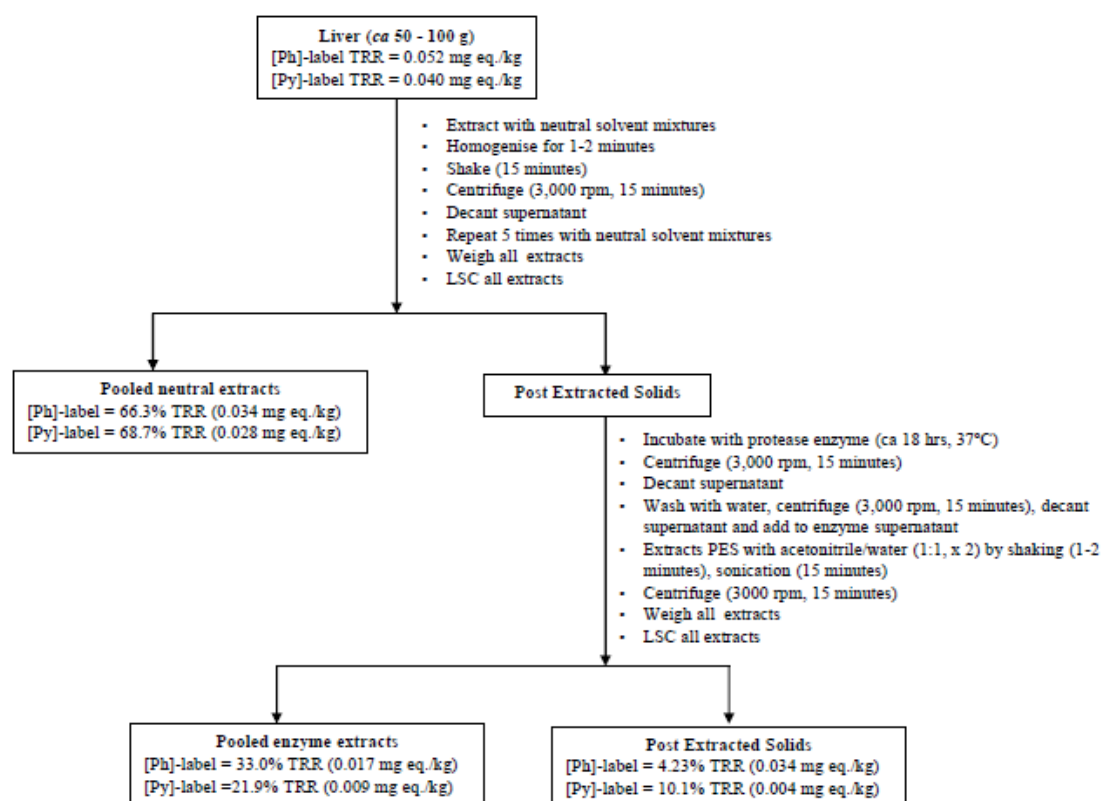 Liver (ca 50 - 100 g)
[Ph]-label TRR = 0.052 mg eq./kg
[Py]-label TRR = 0.040 mg eq./kg
▪ Extract with neutral solvent mixtures
▪ Homogenise for 1-2 minutes
▪ Shake (15 minutes)
▪ Centrifuge (3,000 rpm, 15 minutes)
▪ Decant supernatant
▪ Repeat 5 times with neutral solvent mixtures
▪ Weigh all extracts
▪ LSC all extracts
Pooled neutral extracts
[Ph]-label = 66.3% TRR (0.034 mg eq./kg)
[Py]-label = 68.7% TRR (0.028 mg eq./kg)
Post Extracted Solids
▪ Incubate with protease enzyme (ca 18 hrs, 37°C)
▪ Centrifuge (3,000 rpm, 15 minutes)
▪ Decant supernatant
▪ Wash with water, centrifuge (3,000 rpm, 15 minutes), decant
supernatant and add to enzyme supernatant
▪ Extracts PES with acetonitrile/water (1:1, x 2) by shaking (1-2
minutes), sonication (15 minutes)
▪ Centrifuge (3000 rpm, 15 minutes)
▪ Weigh all extracts
▪ LSC all extracts
Pooled enzyme extracts
[Ph]-label = 33.0% TRR (0.017 mg eq./kg)
[Py]-label =21.9% TRR (0.009 mg eq./kg)
Post Extracted Solids
[Ph]-label = 4.23% TRR (0.034 mg eq./kg)
[Py]-label = 10.1% TRR (0.004 mg eq./kg)